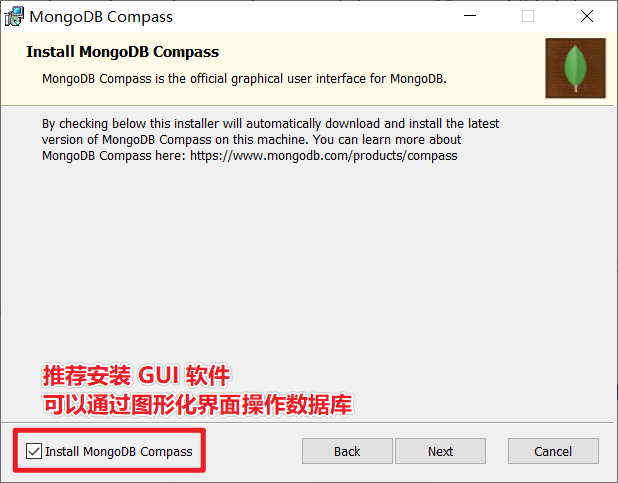 MongoDB Compass
Install MongoDB Compass
MongoDB Compass is the official graphical user interface for MongoDB.
By checking below this installer will automatically download and install the latest
version of MongoDB Compass on this machine. You can learn more about
MongoDB Compass here: https://www.mongodb.com/products/compass
推荐安装 GUI 软件
可以通过图形化界面操作数据库
Install MongoDB Compass
Back
Next
Cancel